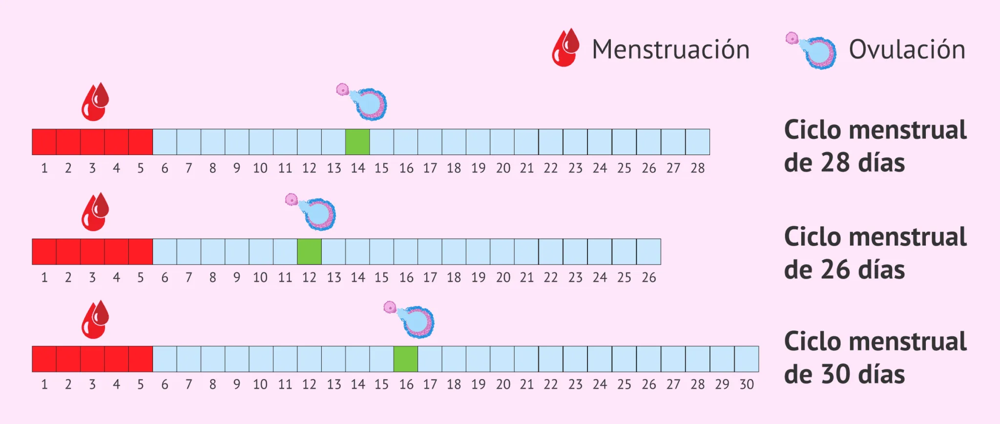 Menstruación
Ovulación
Ciclo menstrual
de 28 días
1 2 3 4 5 6 7 8 9 10 11 12 13 14 15 16 17 18 19 20 21 22 23 24 25 26 27 28
Ciclo menstrual
de 26 días
1 2 3 4 5 6 7 8 9 10 11 12 13 14 15 16 17 18 19 20 21 22 23 24 25 26
Ciclo menstrual
de 30 días
1 2 3 4 5 6 7 8 9 10 11 12 13 14 15 16 17 18 19 20 21 22 23 24 25 26 27 28 29 30